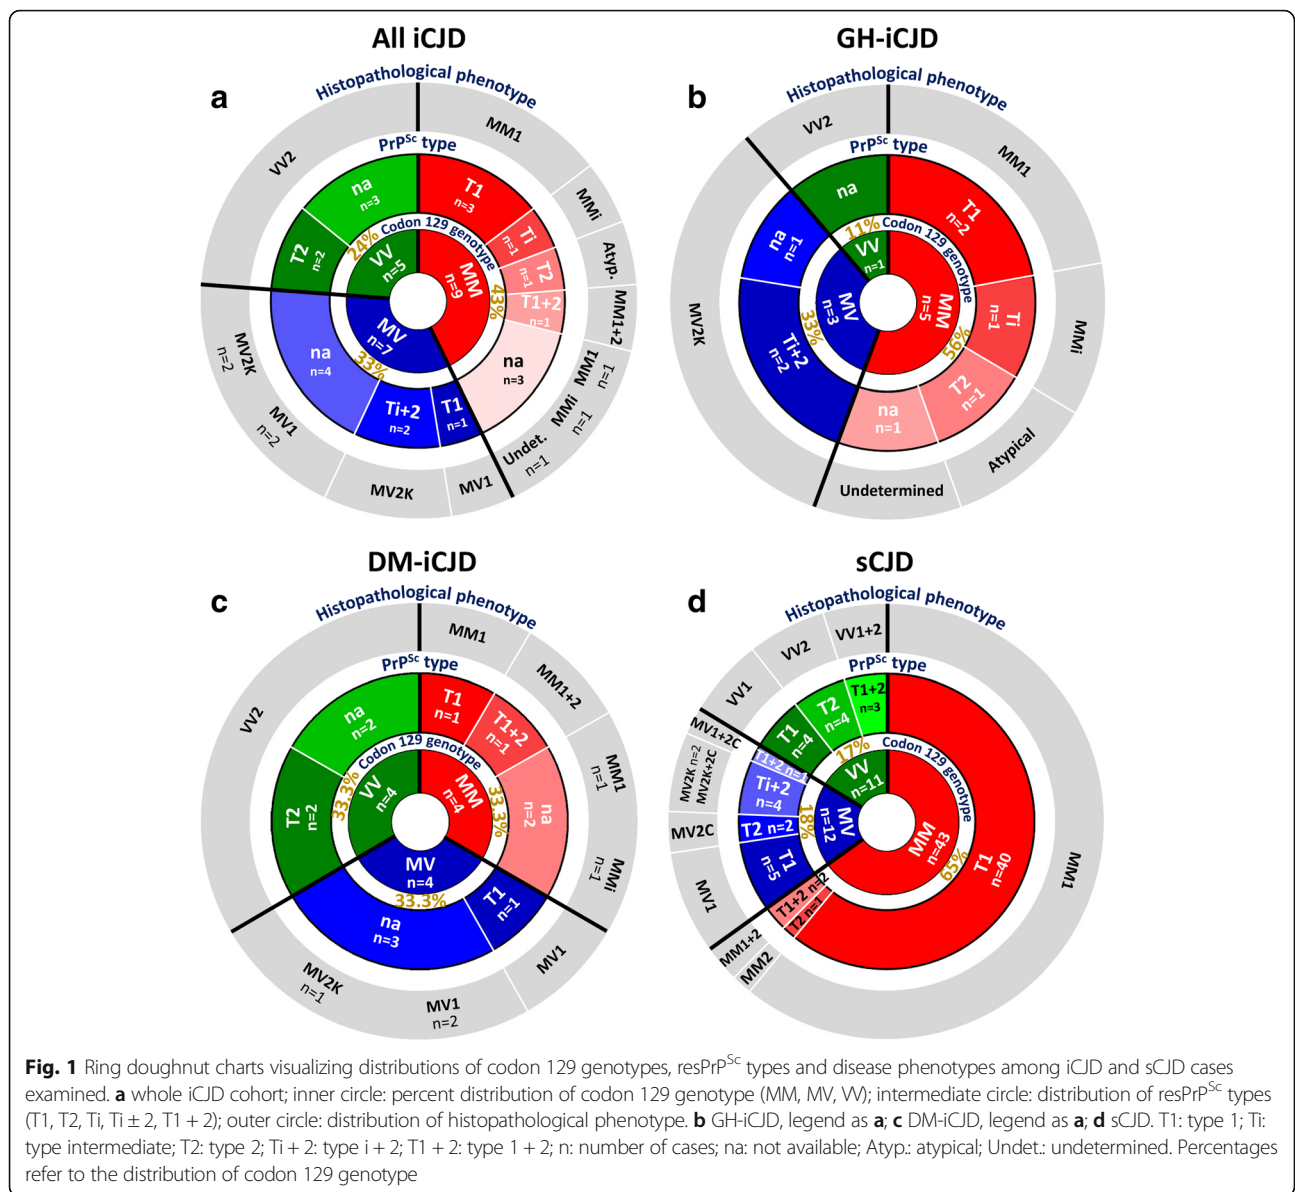 All iCJD
a
Histopathological phenotype
PrPSc type
Codon 129 genotype
MM
n=9
43%
MV
n=7
33%
VV
n=5
24%
T1
n=3
Ti
n=1
T2
n=1
T1+2
n=1
na
n=3
T1
n=1
Ti+2
n=2
na
n=4
T2
n=2
na
n=3
MM1
MMi
Atyp.
MM1+2
MM1
n=1
MMi
n=1
Undet.
n=1
MV1
MV2K
MV1
n=2
MV2K
n=2
VV2
GH-iCJD
b
Histopathological phenotype
PrPSc type
Codon 129 genotype
MM
n=5
56%
MV
n=3
33%
VV
n=1
11%
T1
n=2
Ti
n=1
T2
n=1
na
n=1
Ti+2
n=2
na
n=1
na
MM1
MMi
Atypical
Undetermined
MV2K
VV2
DM-iCJD
c
Histopathological phenotype
PrPSc type
Codon 129 genotype
MM
n=4
33.3%
MV
n=4
33.3%
VV
n=4
33.3%
T1
n=1
T1+2
n=1
na
n=2
T1
n=1
na
n=3
T2
n=2
na
n=2
MM1
MM1+2
MM1
n=1
MMi
n=1
MV1
MV1
n=2
MV2K
n=1
VV2
sCJD
d
Histopathological phenotype
PrPSc type
Codon 129 genotype
MM
n=43
65%
MV
n=12
18%
VV
n=11
17%
T1
n=40
T2 n=1
T1+2 n=2
T1
n=5
T2 n=2
Ti+2
n=4
T1+2 n=1
T1
n=4
T2
n=4
T1+2
n=3
MM1
MM2
MM1+2
MV1
MV2C
MV2K n=2
MV2K+2C
MV1+2C
VV1
VV2
VV1+2
Fig. 1 Ring doughnut charts visualizing distributions of codon 129 genotypes, resPrPSc types and disease phenotypes among iCJD and sCJD cases
examined. a whole iCJD cohort; inner circle: percent distribution of codon 129 genotype (MM, MV, VV); intermediate circle: distribution of resPrPSc types
(T1, T2, Ti, Ti ± 2, T1 + 2); outer circle: distribution of histopathological phenotype. b GH-iCJD, legend as a; c DM-iCJD, legend as a; d sCJD. T1: type 1; Ti:
type intermediate; T2: type 2; Ti + 2: type i + 2; T1 + 2: type 1 + 2; n: number of cases; na: not available; Atyp.: atypical; Undet.: undetermined. Percentages
refer to the distribution of codon 129 genotype